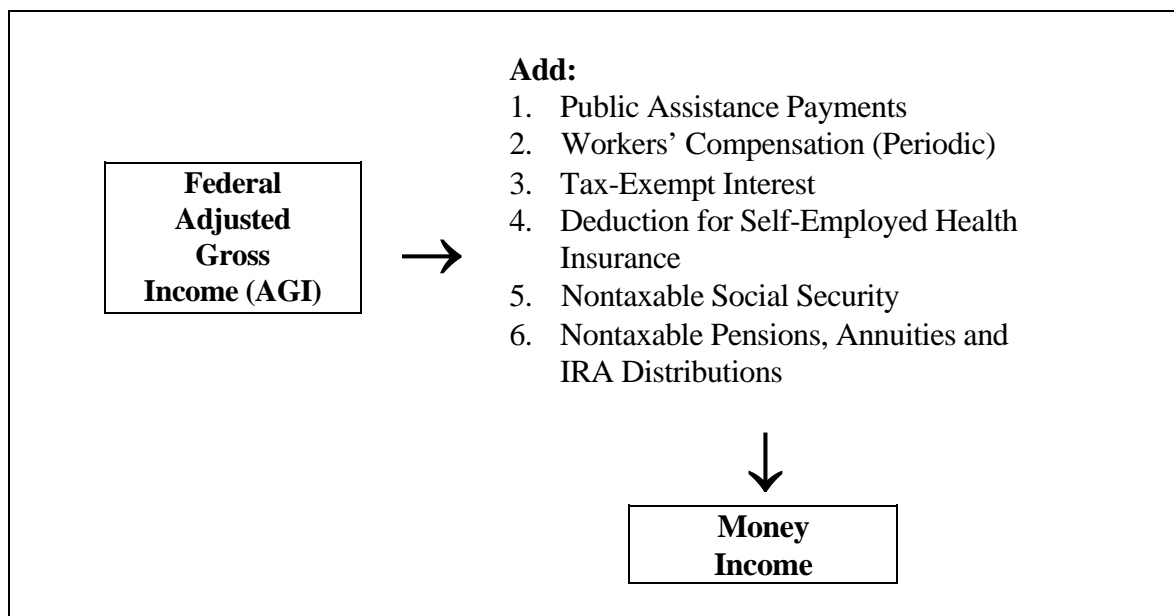 Federal
Adjusted
Gross
Income (AGI)
Add:
1. Public Assistance Payments
2. Workers’ Compensation (Periodic)
3. Tax-Exempt Interest
4. Deduction for Self-Employed Health
Insurance
5. Nontaxable Social Security
6. Nontaxable Pensions, Annuities and
IRA Distributions
Money
Income